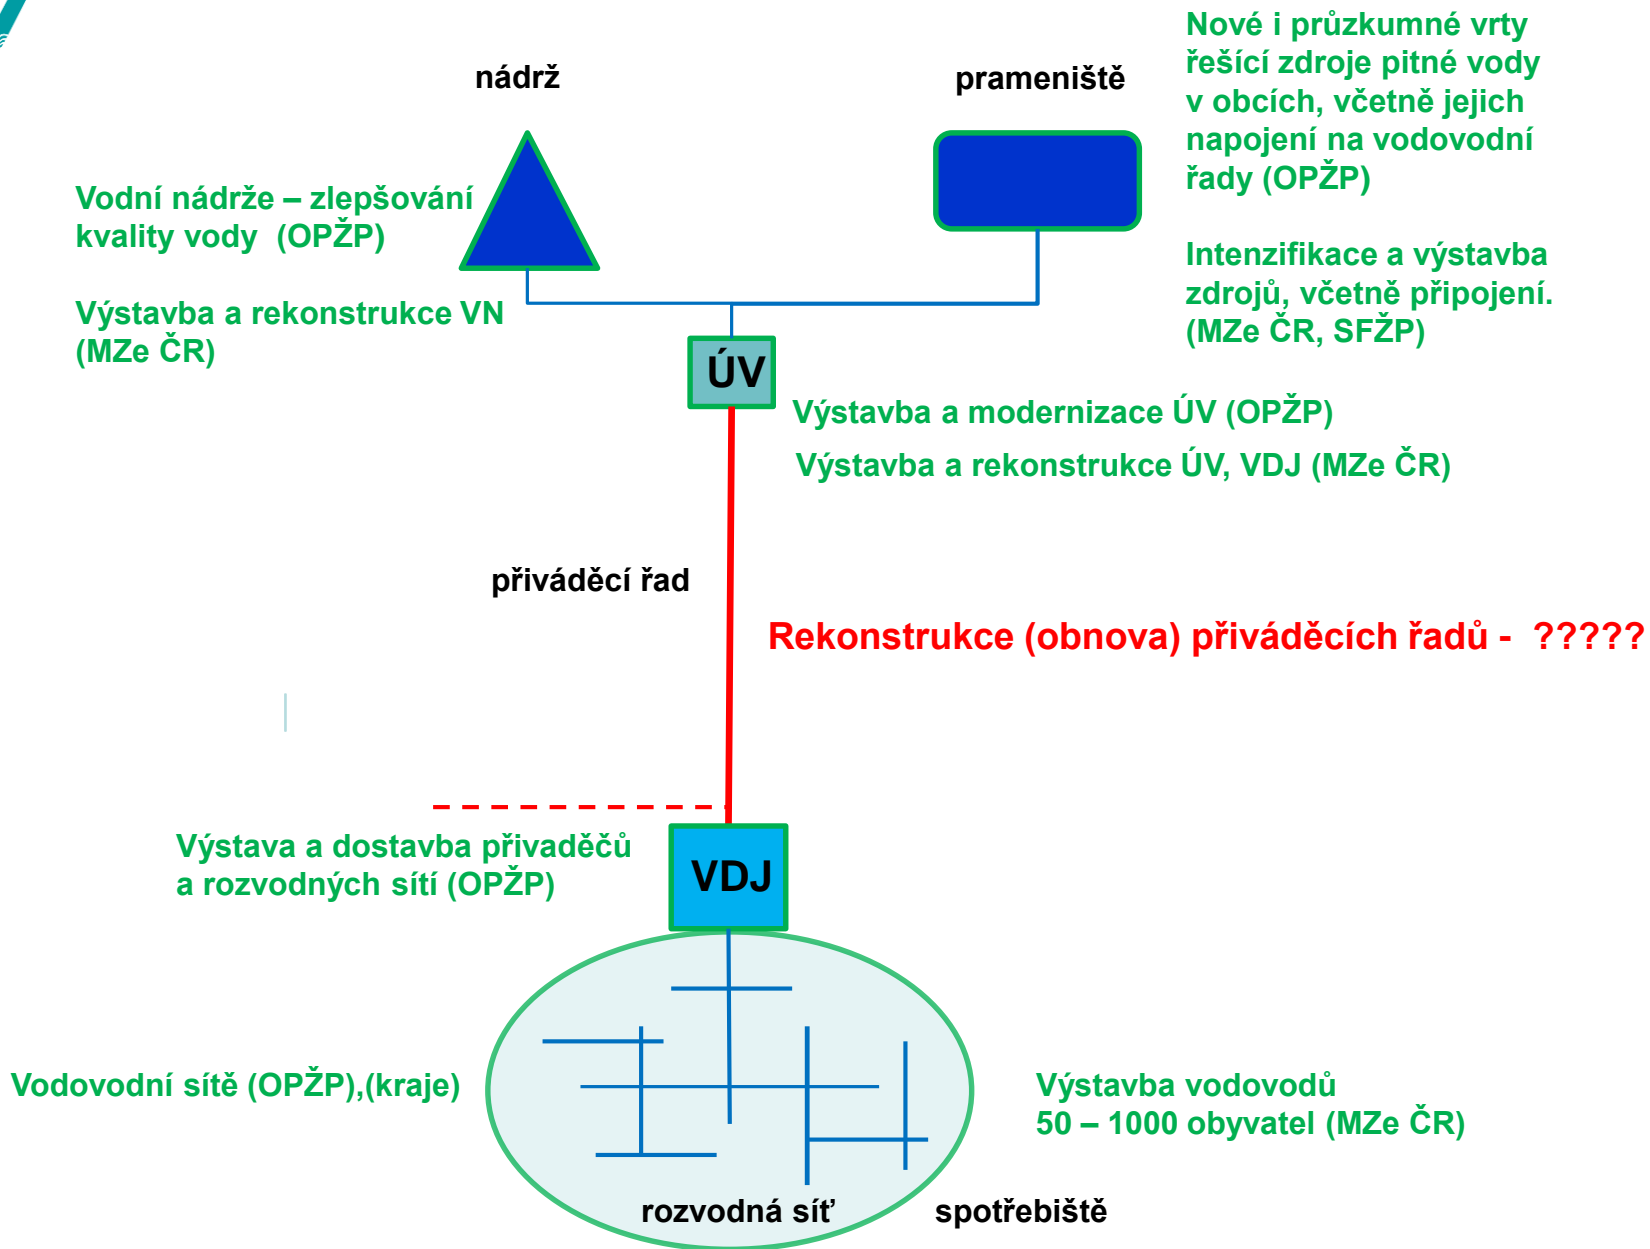 nádrž
prameniště
Nové i průzkumné vrty
řešící zdroje pitné vody
v obcích, včetně jejich
napojení na vodovodní
řady (OPŽP)
Vodní nádrže – zlepšování
kvality vody (OPŽP)
Intenzifikace a výstavba
zdrojů, včetně připojení.
(MZe ČR, SFŽP)
Výstavba a rekonstrukce VN
(MZe ČR)
ÚV
Výstavba a modernizace ÚV (OPŽP)
Výstavba a rekonstrukce ÚV, VDJ (MZe ČR)
přiváděcí řad
Rekonstrukce (obnova) přiváděcích řadů - ?????
Výstava a dostavba přivaděčů
a rozvodných sítí (OPŽP)
VDJ
Vodovodní sítě (OPŽP),(kraje)
Výstavba vodovodů
50 – 1000 obyvatel (MZe ČR)
rozvodná síť
spotřebiště